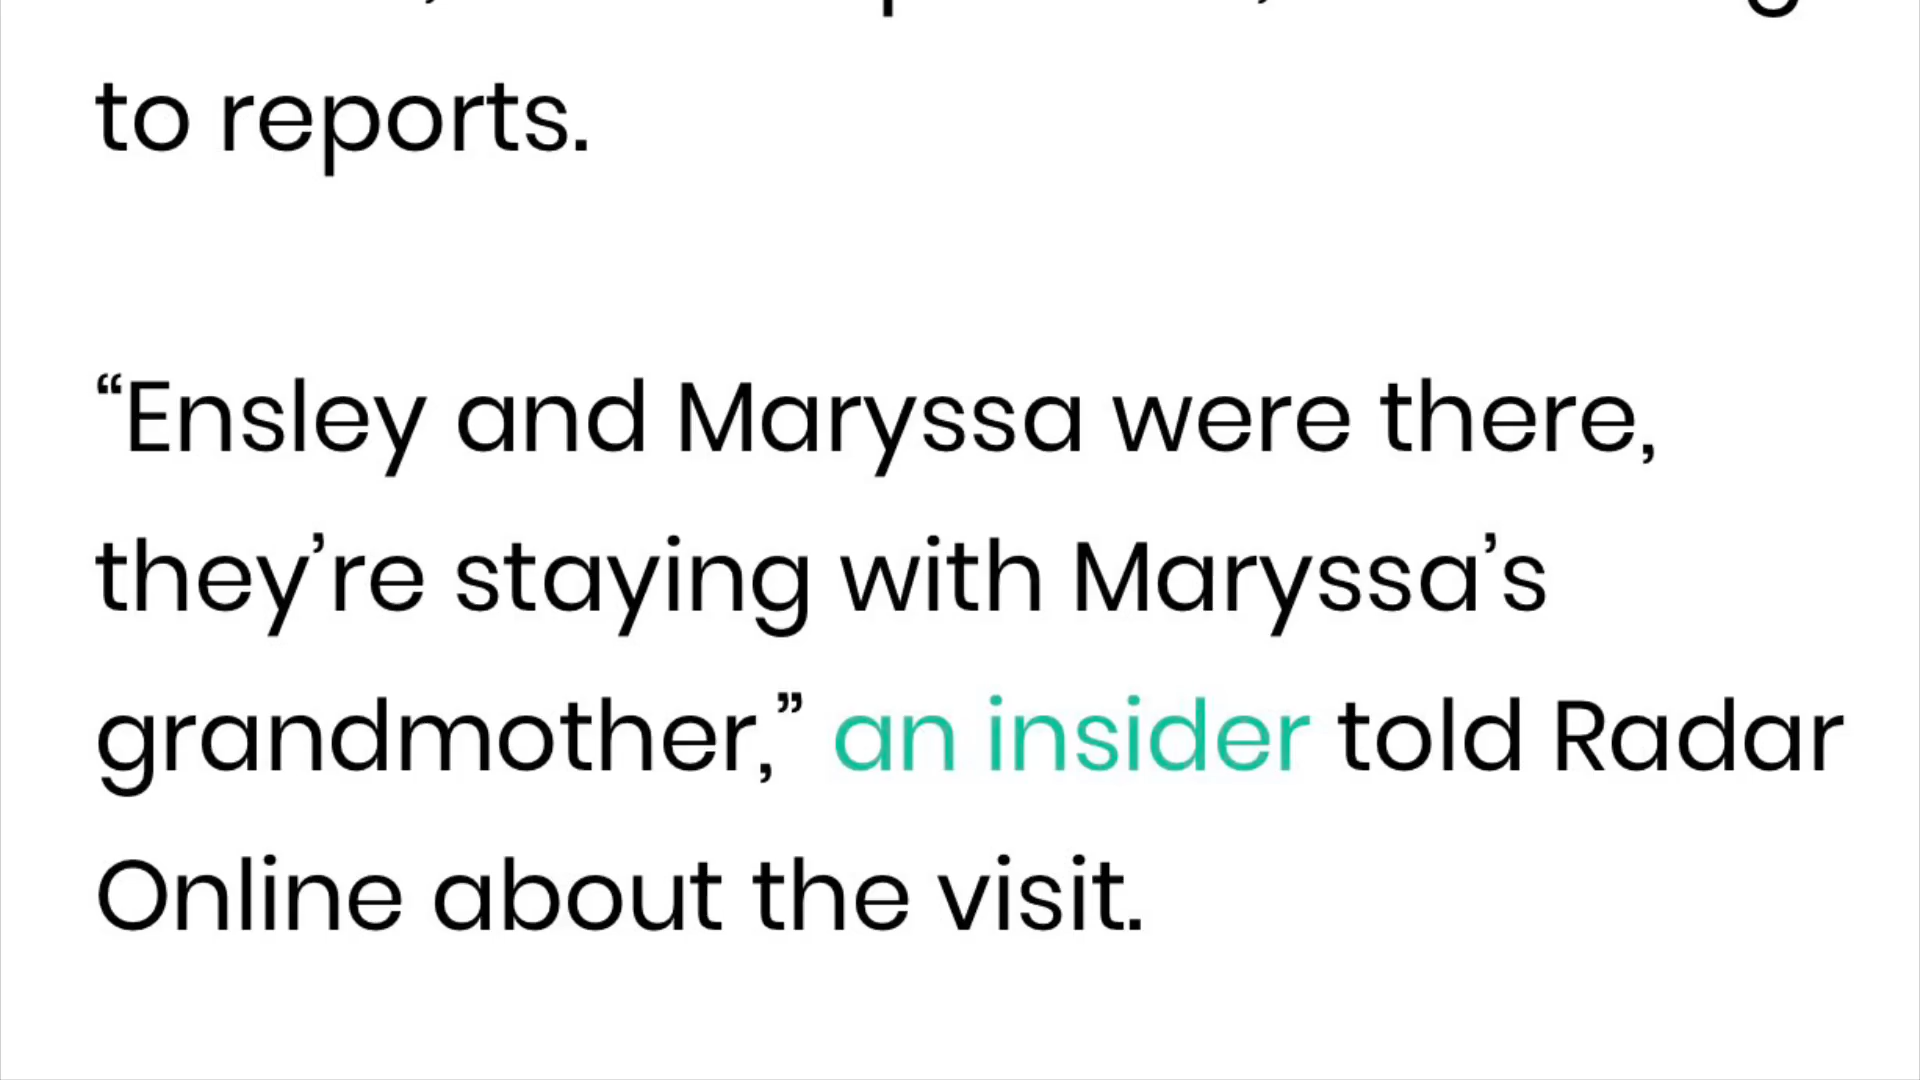 to reports.
“Ensley and Maryssa were there,
they’re staying with Maryssa’s
grandmother,” an insider told Radar
Online about the visit.